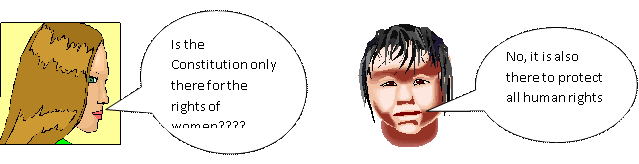 Is the
Constitution only
there for the
rights of
women????
No, it is also
there to protect
all human rights